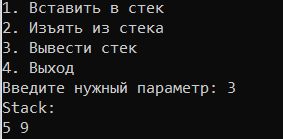 1. Вставить в стек
2. Изъять из стека
3. Вывести стек
4. Выход
Введите нужный параметр: 3
Stack:
5 9